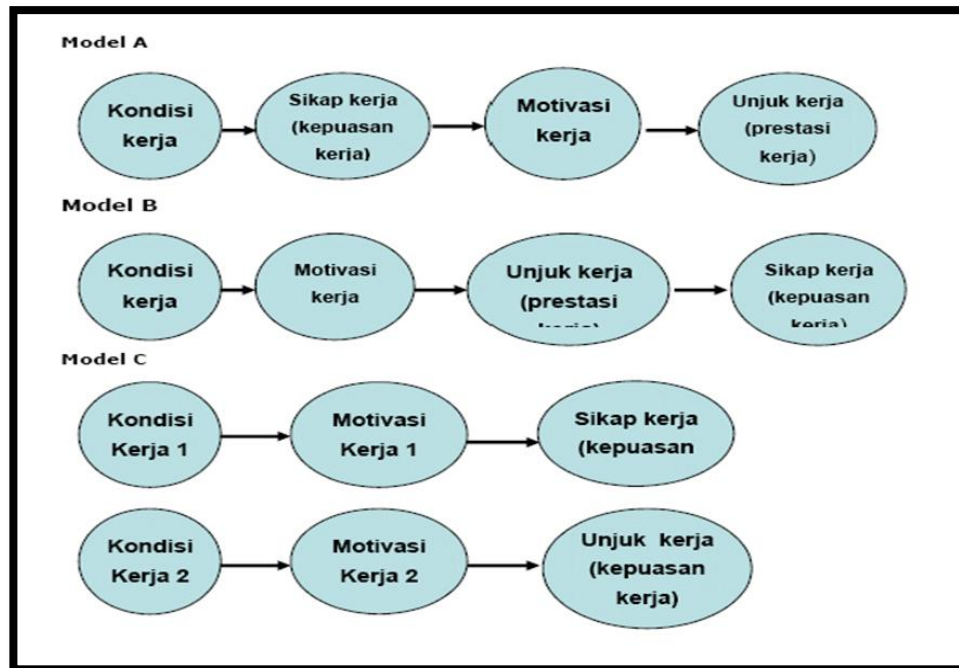 Model A
Kondisi
kerja
Sikap kerja
(kepuasan
kerja)
Motivasi
kerja
Unjuk kerja
(prestasi
kerja)
Model B
Kondisi
kerja
Motivasi
kerja
Unjuk kerja
(prestasi
Sikap kerja
(kepuasan
kerja)
Model C
Kondisi
Kerja 1
Motivasi
Kerja 1
Sikap kerja
(kepuasan
Kondisi
Kerja 2
Motivasi
Kerja 2
Unjuk kerja
(kepuasan
kerja)